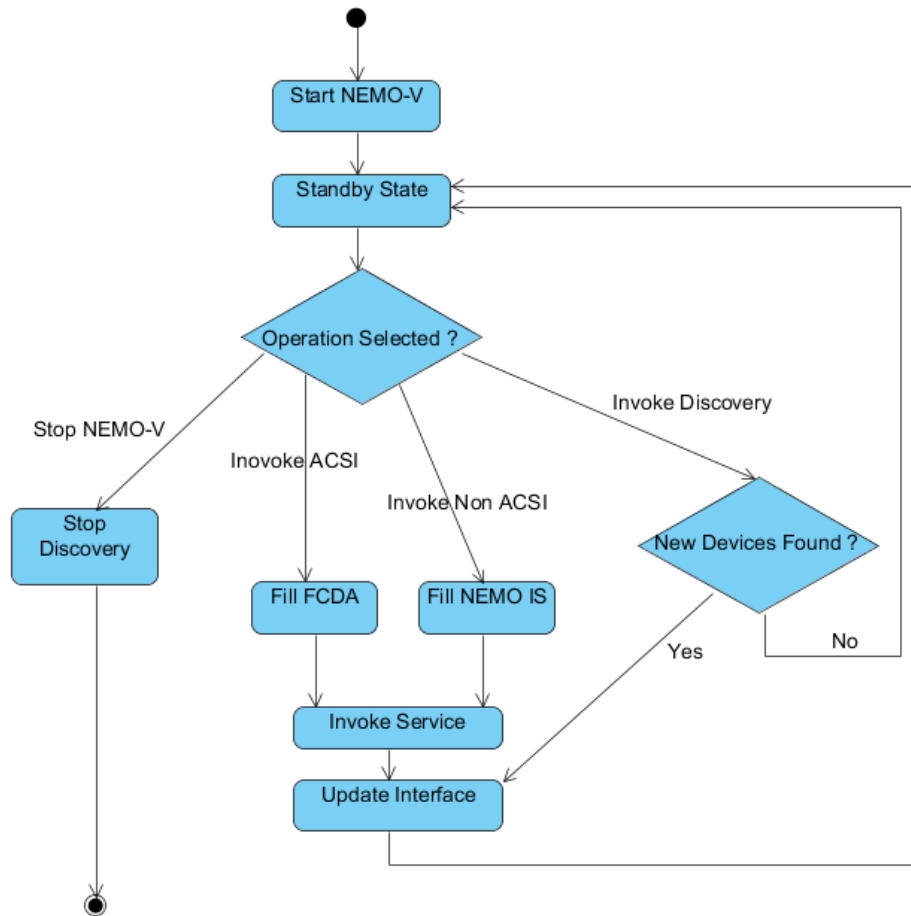 Start NEMO-V
Standby State
Operation Selected ?
Invoke Discovery
Stop NEMO-V
Inovoke ACSI
Invoke Non ACSI
Stop
Discovery
New Devices Found ?
Fill FCDA
Fill NEMO IS
No
Yes
Invoke Service
Update Interface